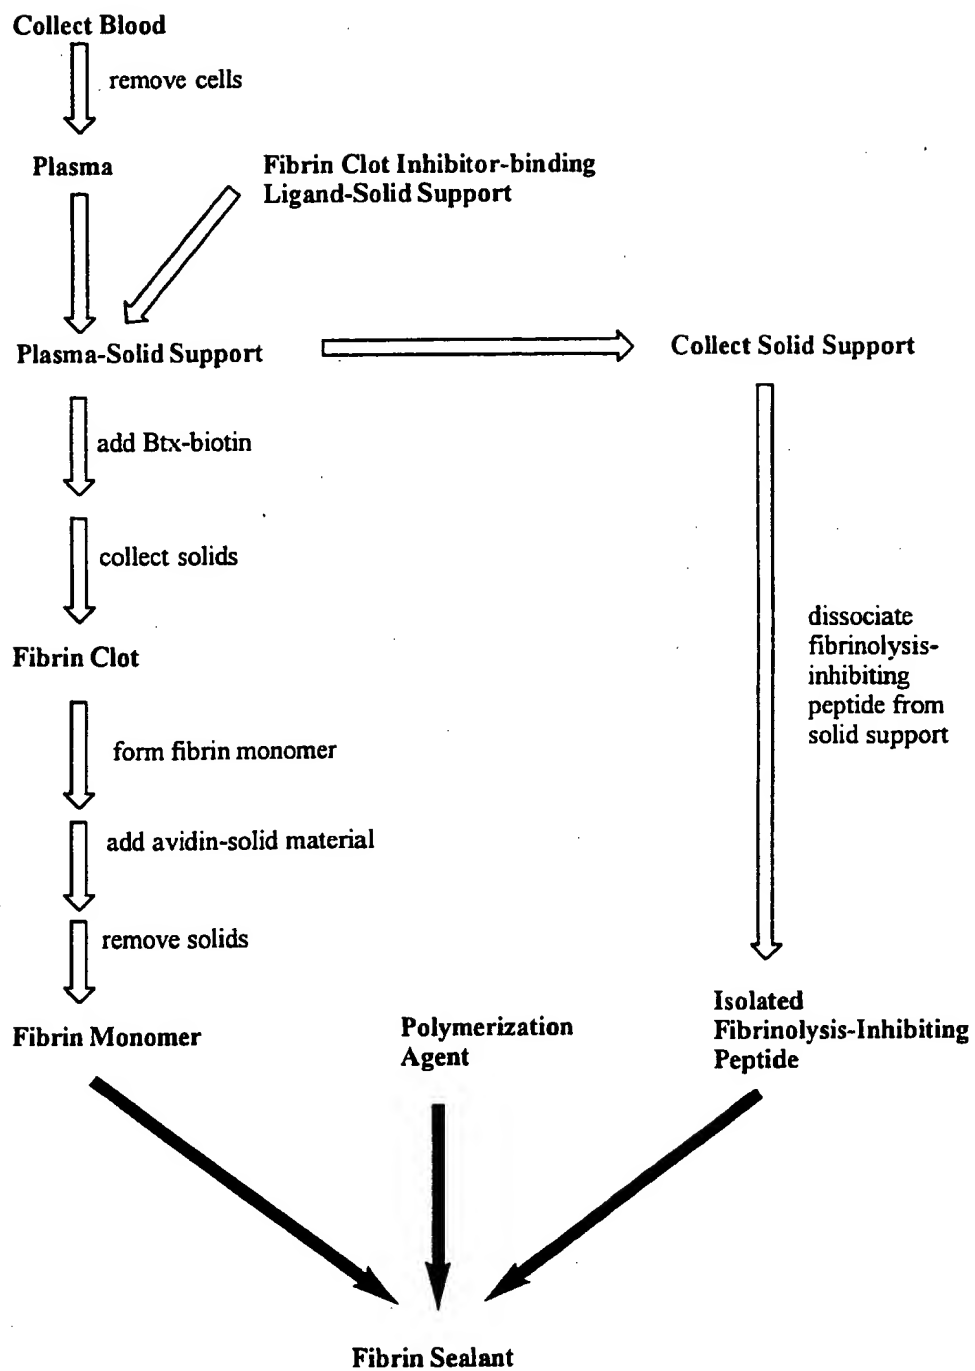 Collect Blood
remove cells
Plasma
Fibrin Clot Inhibitor-binding
Ligand-Solid Support
Plasma-Solid Support
Collect Solid Support
add Btx-biotin
collect solids
Fibrin Clot
dissociate
fibrinolysis-
inhibiting
peptide from
solid support
form fibrin monomer
add avidin-solid material
remove solids
Fibrin Monomer
Polymerization
Agent
Isolated
Fibrinolysis-Inhibiting
Peptide
Fibrin Sealant